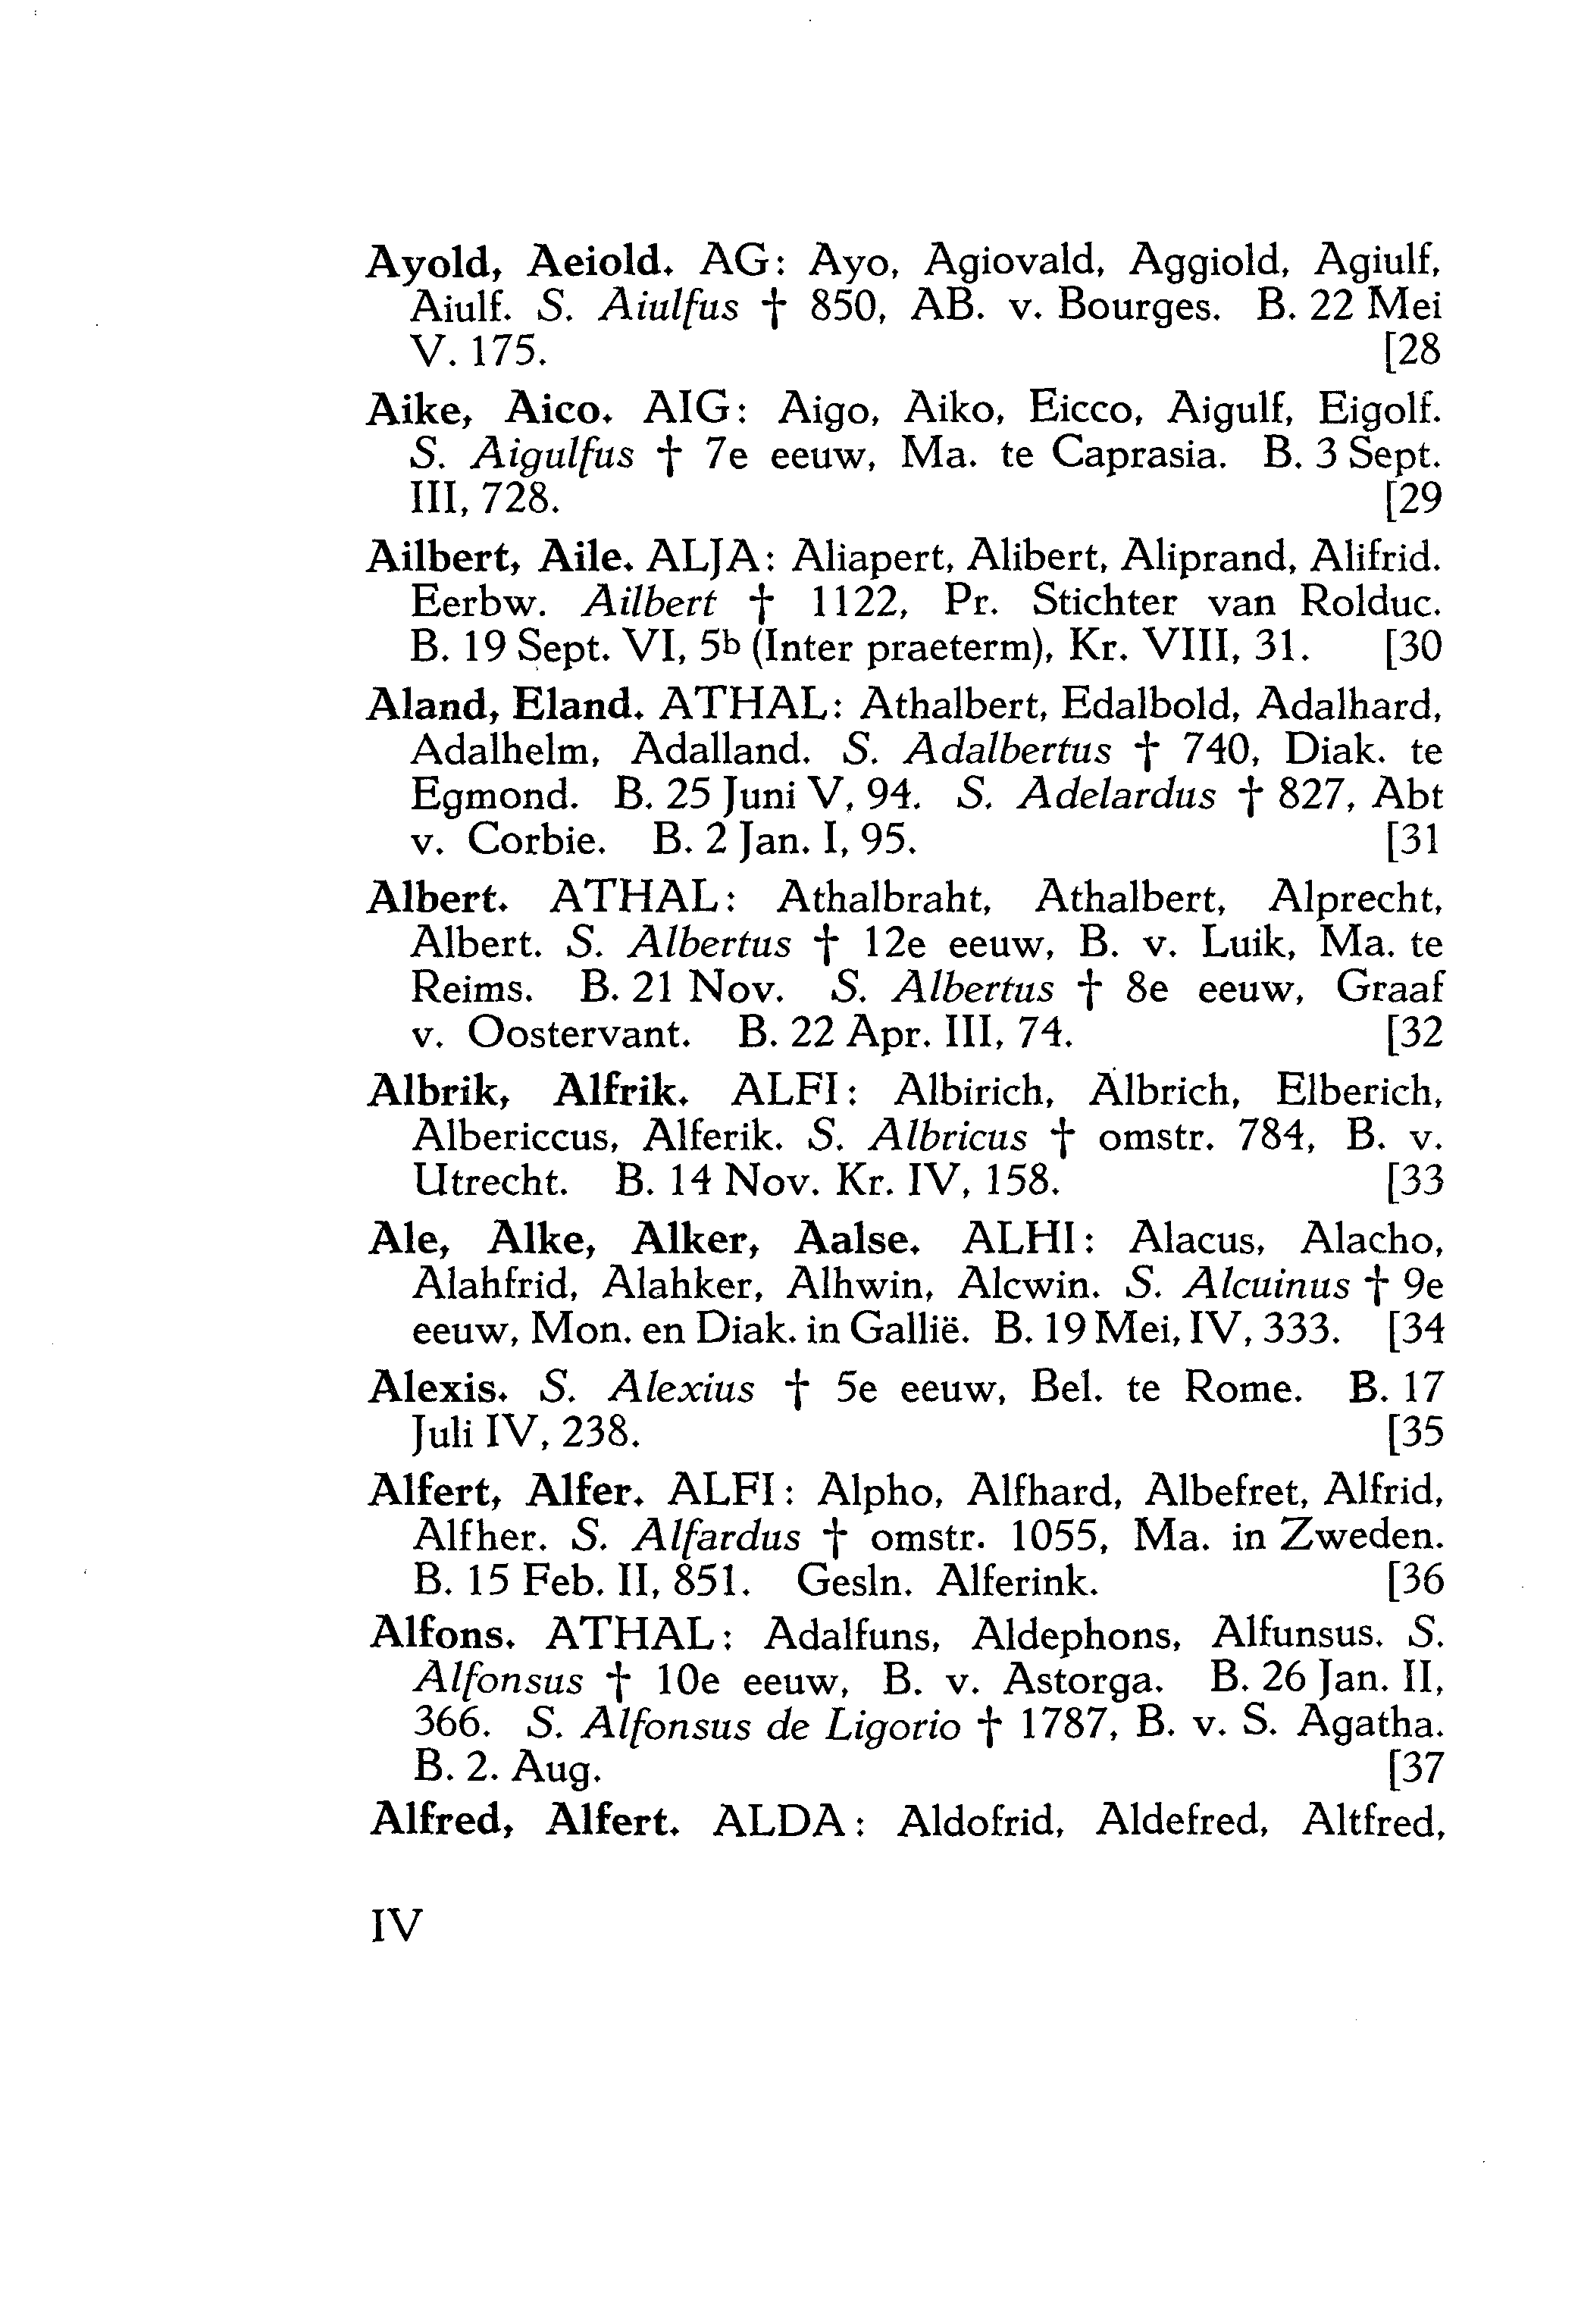 Ayold, Aeiold. AG: Ayo, Agiovald, Aggiold, Agiulf,
Aiulf. S. Aiulfus † 850, AB. v. Bourges. B. 22 Mei
V. 175. [28
Aike, Aico. AIG: Aigo, Aiko, Eicco, Aigulf, Eigolf.
S. Aigulfus † 7e eeuw, Ma. te Caprasia. B. 3 Sept.
III, 728. [29
Ailbert, Aile. ALJA: Aliapert, Alibert, Aliprand, Alifrid.
Eerbw. Ailbert † 1122, Pr. Stichter van Rolduc.
B. 19 Sept. VI, 5b (Inter praeterm), Kr. VIII, 31. [30
Aland, Eland. ATHAL: Athalbert, Edalbold, Adalhard,
Adalhelm, Adalland. S. Adalbertus † 740, Diak. te
Egmond. B. 25 Juni V, 94. S. Adelardus † 827, Abt
v. Corbie. B. 2 Jan. I, 95. [31
Albert. ATHAL: Athalbraht, Athalbert, Alprecht,
Albert. S. Albertus † 12e eeuw, B. v. Luik, Ma. te
Reims. B. 21 Nov. S. Albertus † 8e eeuw, Graaf
v. Oostervant. B. 22 Apr. III, 74. [32
Albrik, Alfrik. ALFI: Albirich, Albrich, Elberich,
Albericcus, Alferik. S. Albricus † omstr. 784, B. v.
Utrecht. B. 14 Nov. Kr. IV, 158. [33
Ale, Alke, Alker, Aalse. ALHI: Alacus, Alacho,
Alahfrid, Alahker, Alhwin, Alcwin. S. Alcuinus † 9e
eeuw, Mon. en Diak. in Gallië. B. 19 Mei, IV, 333. [34
Alexis. S. Alexius † 5e eeuw, Bel. te Rome. B. 17
Juli IV, 238. [35
Alfert, Alfer. ALFI: Alpho, Alfhard, Albefret, Alfrid,
Alfher. S. Alfardus † omstr. 1055, Ma. in Zweden.
B. 15 Feb. II, 851. Gesln. Alferink. [36
Alfons. ATHAL: Adalfuns, Aldephons, Alfunsus. S.
Alfonsus † 10e eeuw, B. v. Astorga. B. 26 Jan. II,
366. S. Alfonsus de Ligorio † 1787, B. v. S. Agatha.
B. 2. Aug. [37
Alfred, Alfert. ALDA: Aldofrid, Aldefred, Altfred,
IV